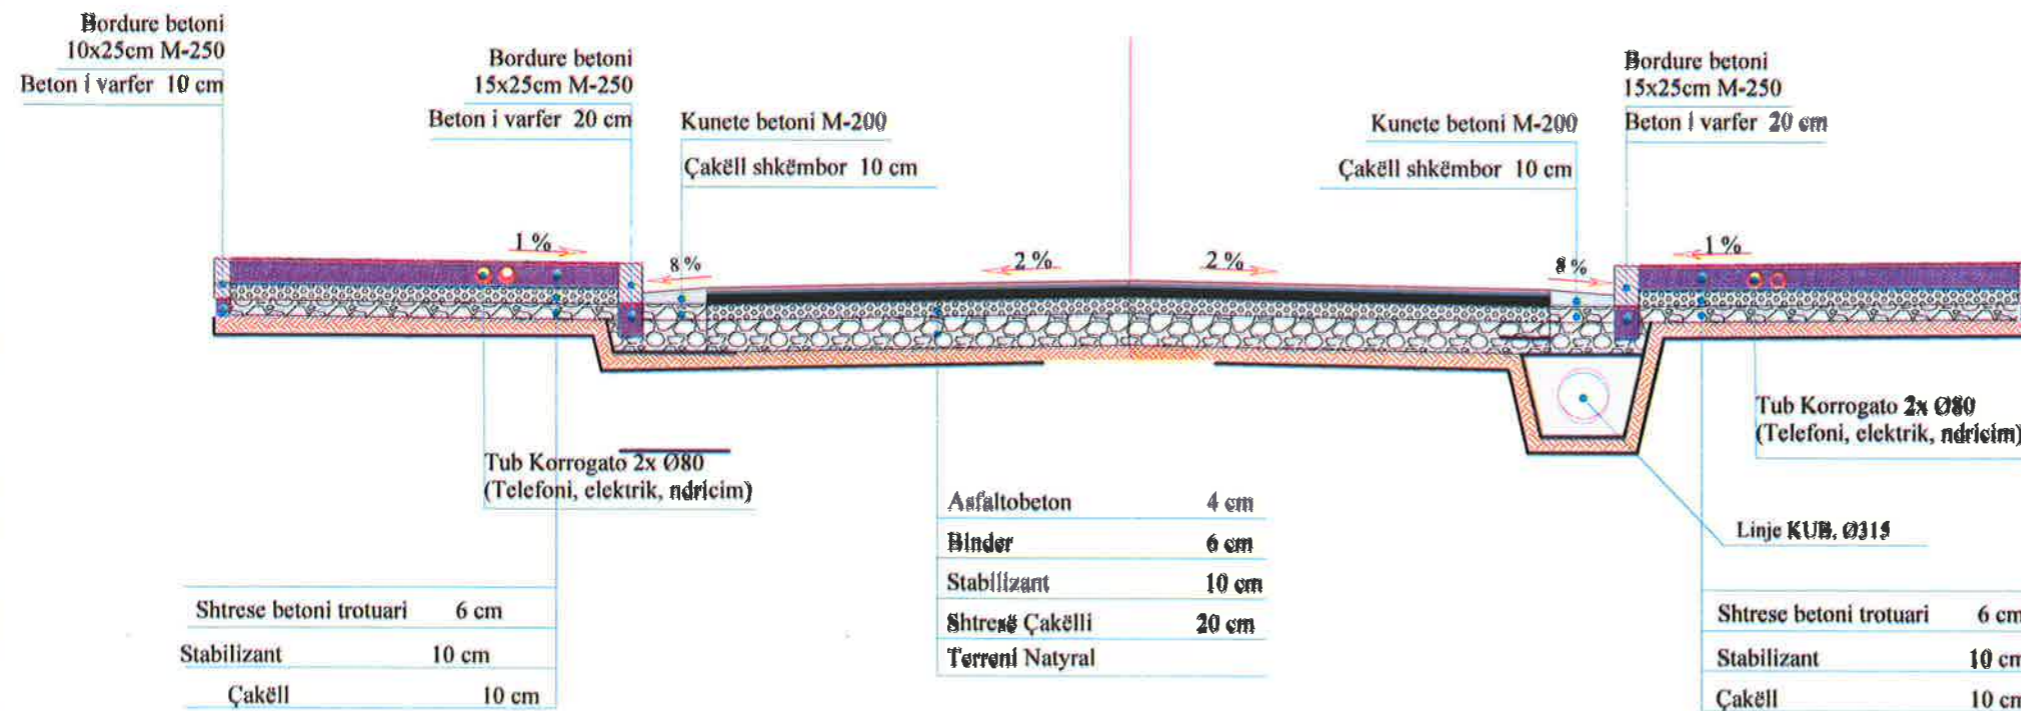 Bordure betoni
10x25cm M-250
Beton i varfer 10 cm
Bordure betoni
15x25cm M-250
Beton i varfer 20 cm
Kunete betoni M-200
Çakëll shkëmbor 10 cm
Kunete betoni M-200
Çakëll shkëmbor 10 cm
Bordure betoni
15x25cm M-250
Beton i varfer 20 cm
1 %
8 %
2 %
2 %
8 %
1 %
Tub Korrogato 2x Ø80
(Telefoni, elektrik, ndricim)
Tub Korrogato 2x Ø80
(Telefoni, elektrik, ndricim)
Linje KUB. Ø315
Asfaltobeton 4 cm
Binder 6 cm
Stabilizant 10 cm
Shtresë Çakëlli 20 cm
Terreni Natyral
Shtrese betoni trotuari 6 cm
Stabilizant 10 cm
Çakëll 10 cm
Shtrese betoni trotuari 6 cm
Stabilizant 10 cm
Çakëll 10 cm